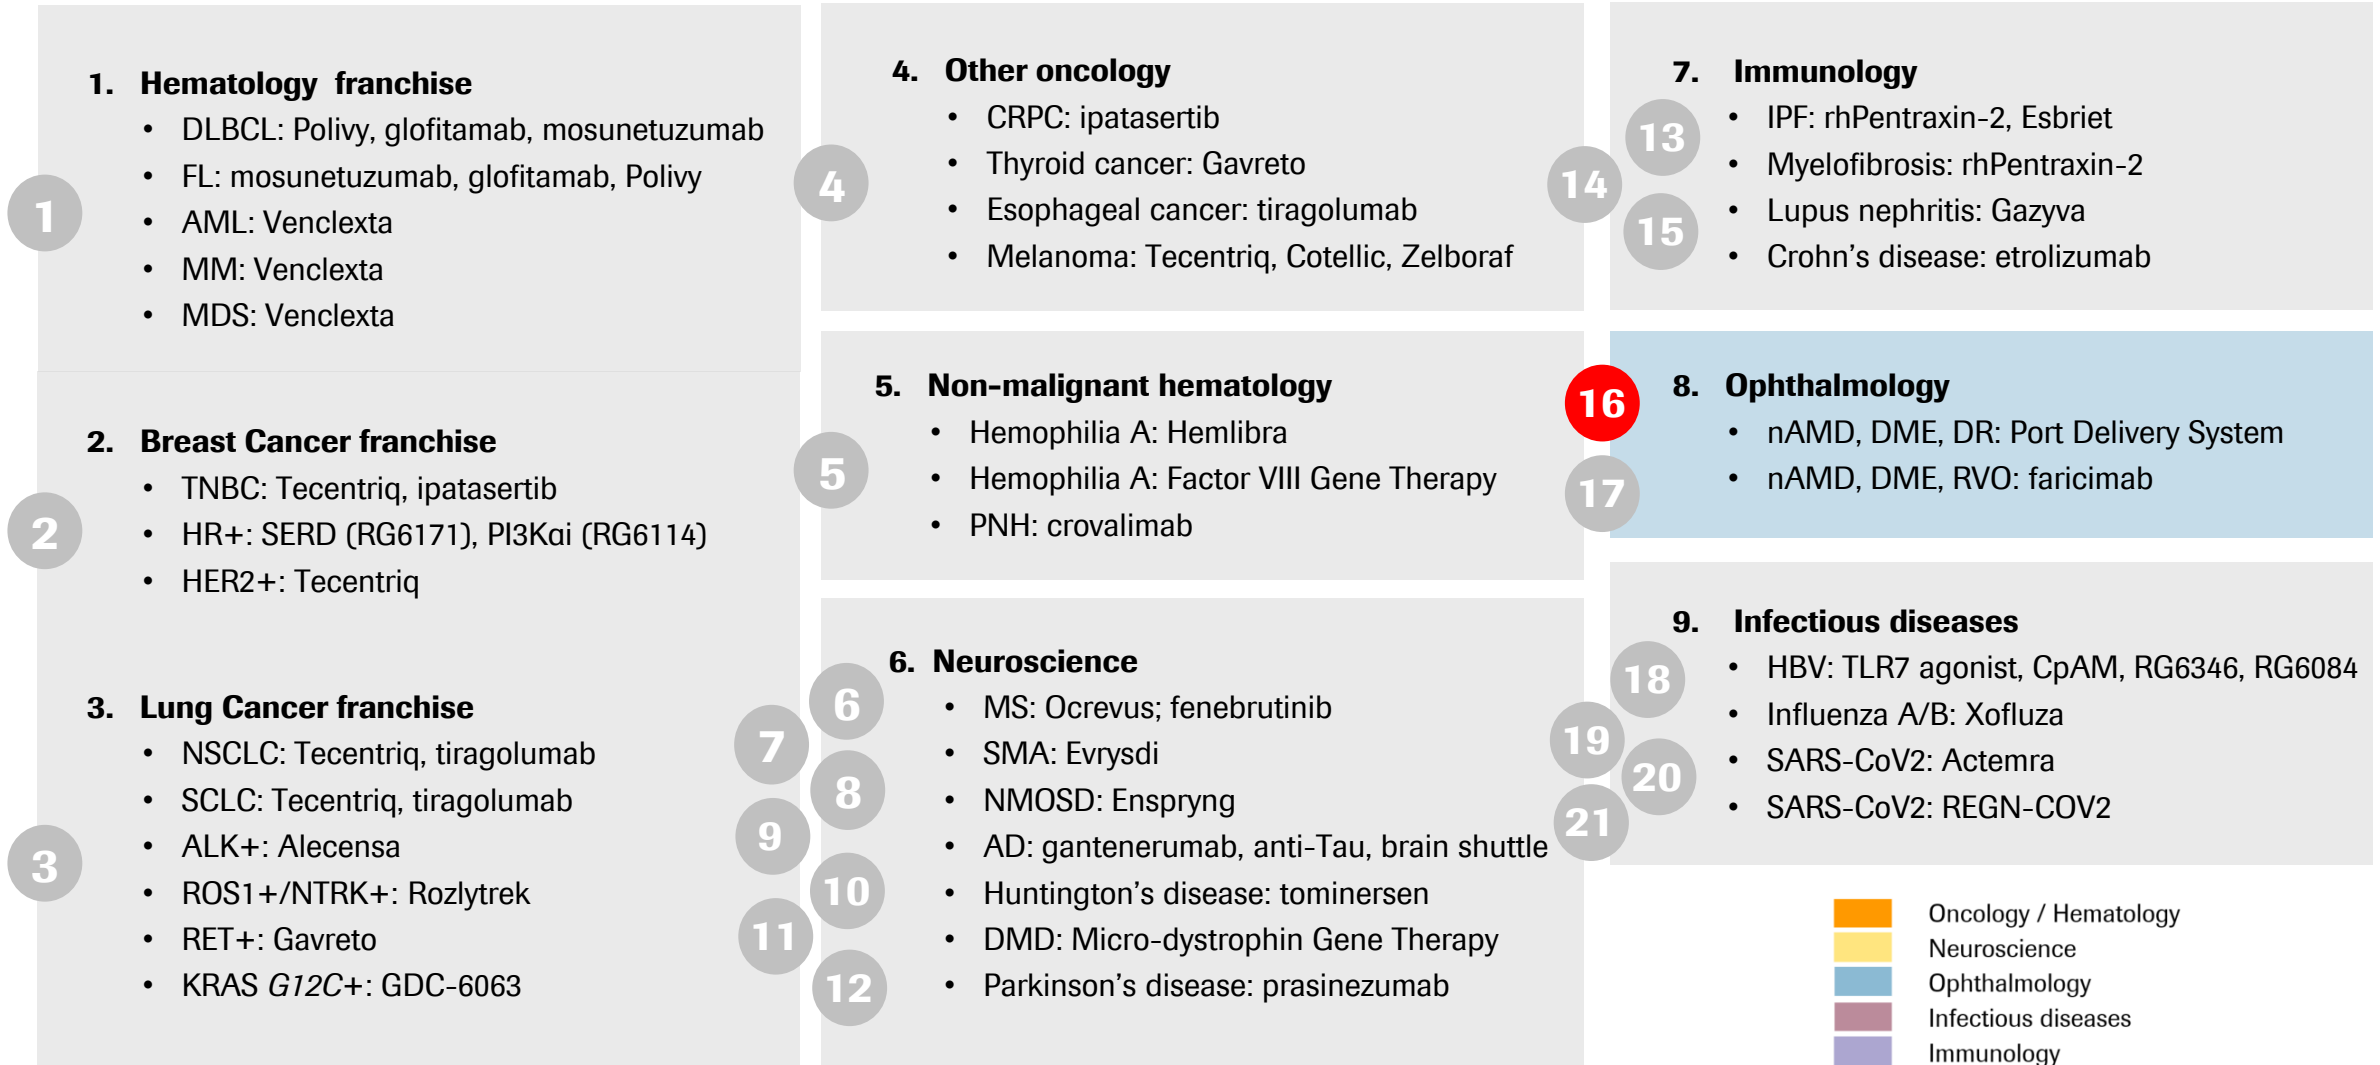 1. Hematology franchise
• DLBCL: Polivy, glofitamab, mosunetuzumab
• FL: mosunetuzumab, glofitamab, Polivy
• AML: Venclexta
• MM: Venclexta
• MDS: Venclexta
1
2. Breast Cancer franchise
• TNBC: Tecentriq, ipatasertib
• HR+: SERD (RG6171), PI3Kαi (RG6114)
• HER2+: Tecentriq
2
3. Lung Cancer franchise
• NSCLC: Tecentriq, tiragolumab
• SCLC: Tecentriq, tiragolumab
• ALK+: Alecensa
• ROS1+/NTRK+: Rozlytrek
• RET+: Gavreto
• KRAS G12C+: GDC-6063
3
4. Other oncology
• CRPC: ipatasertib
• Thyroid cancer: Gavreto
• Esophageal cancer: tiragolumab
• Melanoma: Tecentriq, Cotellic, Zelboraf
4
5. Non-malignant hematology
• Hemophilia A: Hemlibra
• Hemophilia A: Factor VIII Gene Therapy
• PNH: crovalimab
5
6. Neuroscience
• MS: Ocrevus; fenebrutinib
• SMA: Evrysdi
• NMOSD: Enspryng
• AD: gantenerumab, anti-Tau, brain shuttle
• Huntington's disease: tominersen
• DMD: Micro-dystrophin Gene Therapy
• Parkinson's disease: prasinezumab
6
7
8
9
10
11
12
7. Immunology
• IPF: rhPentraxin-2, Esbriet
• Myelofibrosis: rhPentraxin-2
• Lupus nephritis: Gazyva
• Crohn's disease: etrolizumab
13
14
15
8. Ophthalmology
• nAMD, DME, DR: Port Delivery System
• nAMD, DME, RVO: faricimab
16
17
9. Infectious diseases
• HBV: TLR7 agonist, CpAM, RG6346, RG6084
• Influenza A/B: Xofluza
• SARS-CoV2: Actemra
• SARS-CoV2: REGN-COV2
18
19
20
21
Oncology / Hematology
Neuroscience
Ophthalmology
Infectious diseases
Immunology